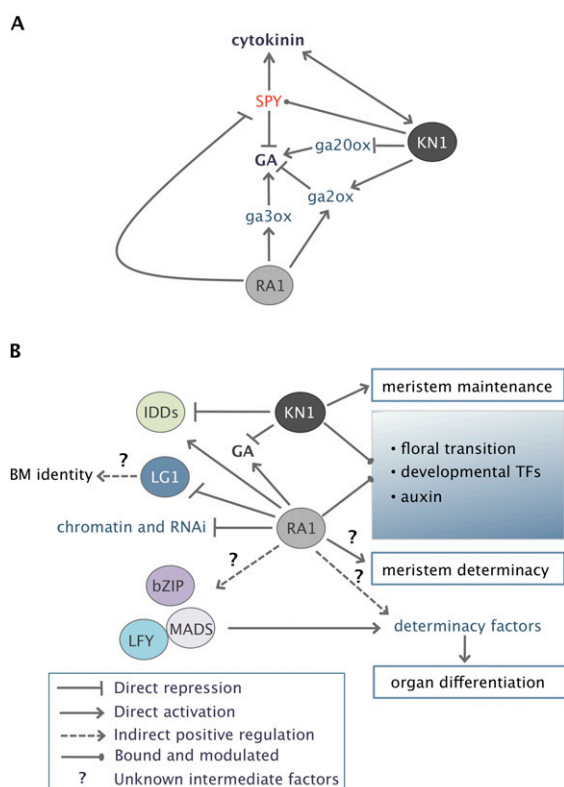 A
cytokinin
SPY
GA
ga20ox
KN1
ga2ox
ga3ox
RA1
B
IDDs
KN1
meristem maintenance
GA
• floral transition
• developmental TFs
• auxin
?
BM identity
LG1
chromatin and RNAi
RA1
?
?
meristem determinacy
?
bZIP
LFY
MADS
determinacy factors
organ differentiation
Direct repression
Direct activation
Indirect positive regulation
Bound and modulated
? Unknown intermediate factors